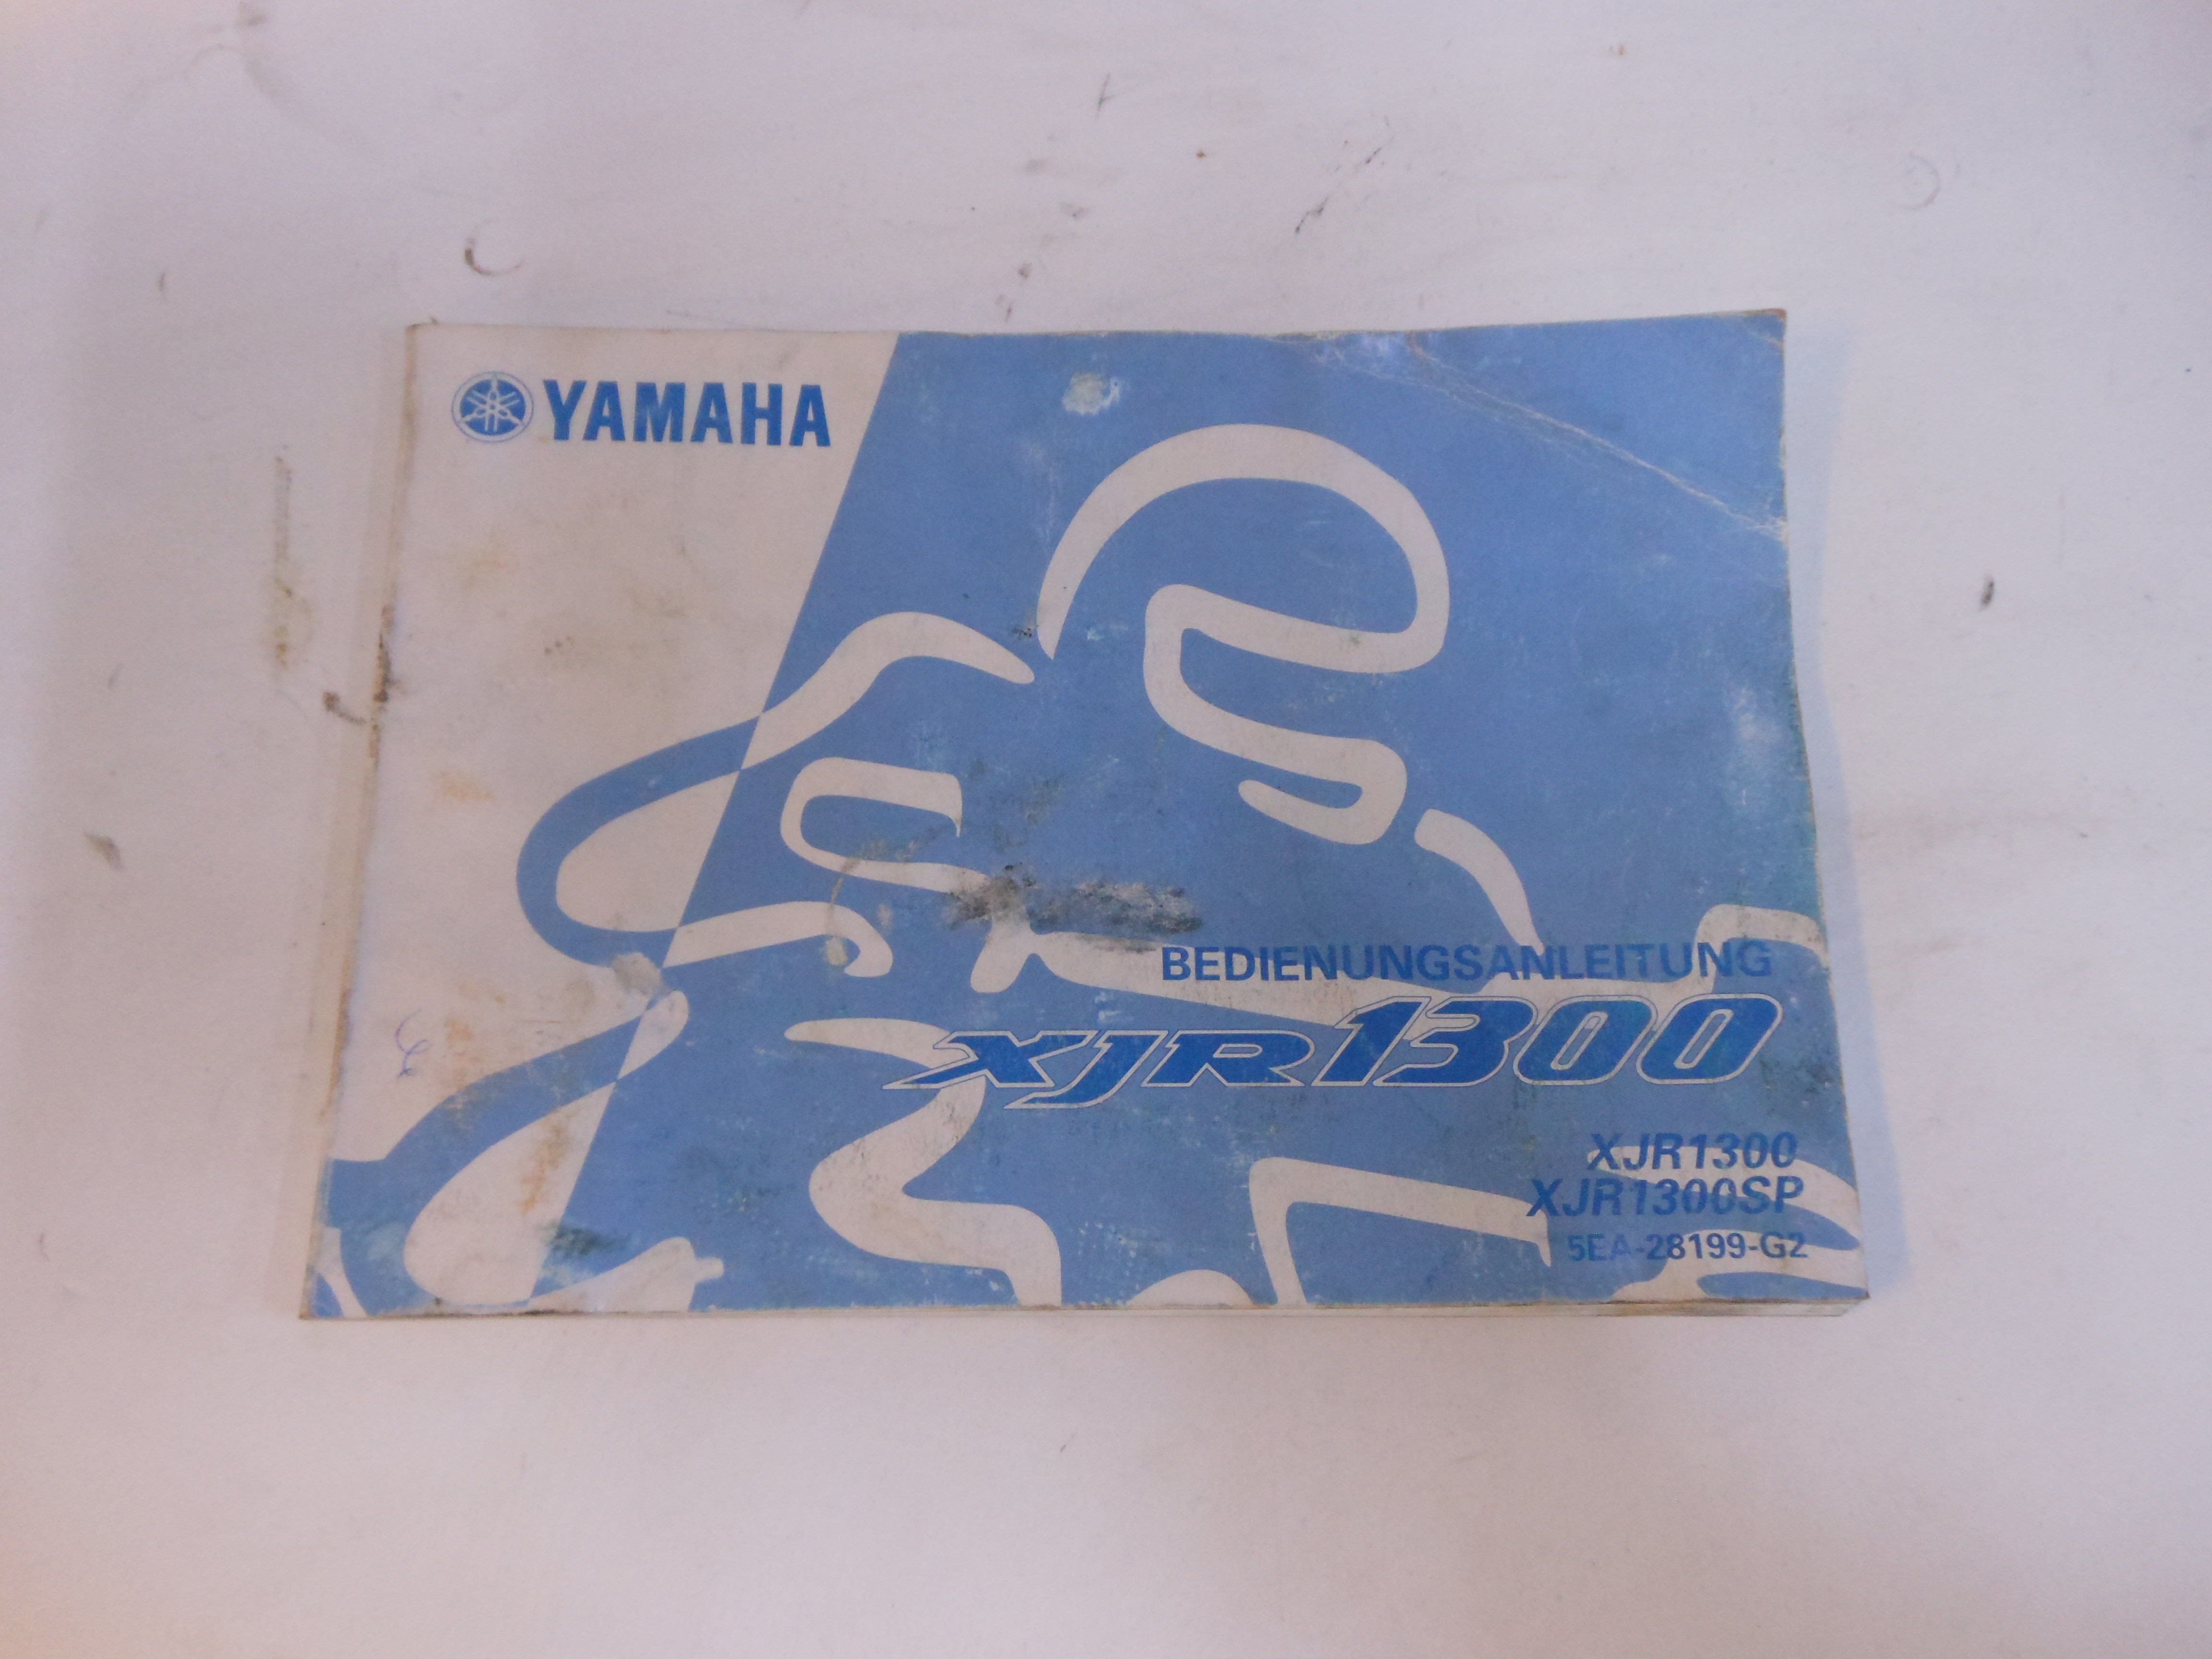 YAMAHA
BEDIENUNGSANLEITUNG
XJR1300
XJR1300
XJR1300SP
5EA-28199-G2